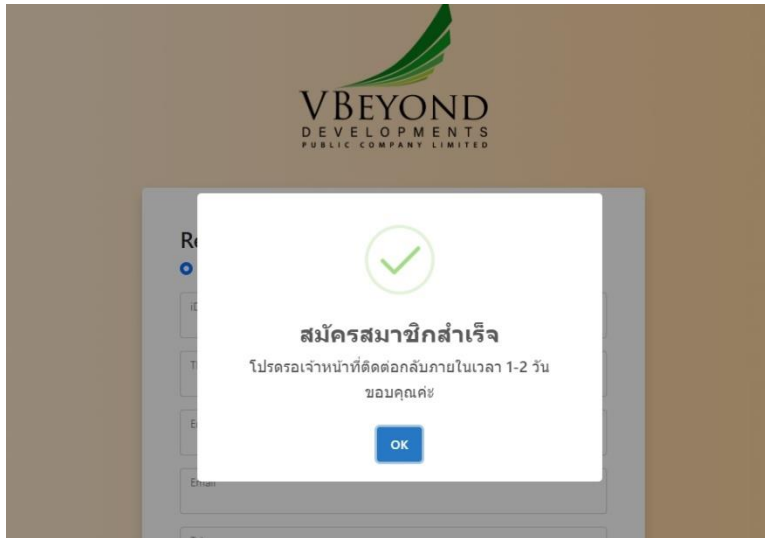 VBEYOND
DEVELOPMENTS
PUBLIC COMPANY LIMITED
สมัครสมาชิกสำเร็จ
โปรดรอเจ้าหน้าที่ติดต่อกลับภายในเวลา 1-2 วัน
ขอบคุณค่ะ
OK
Email